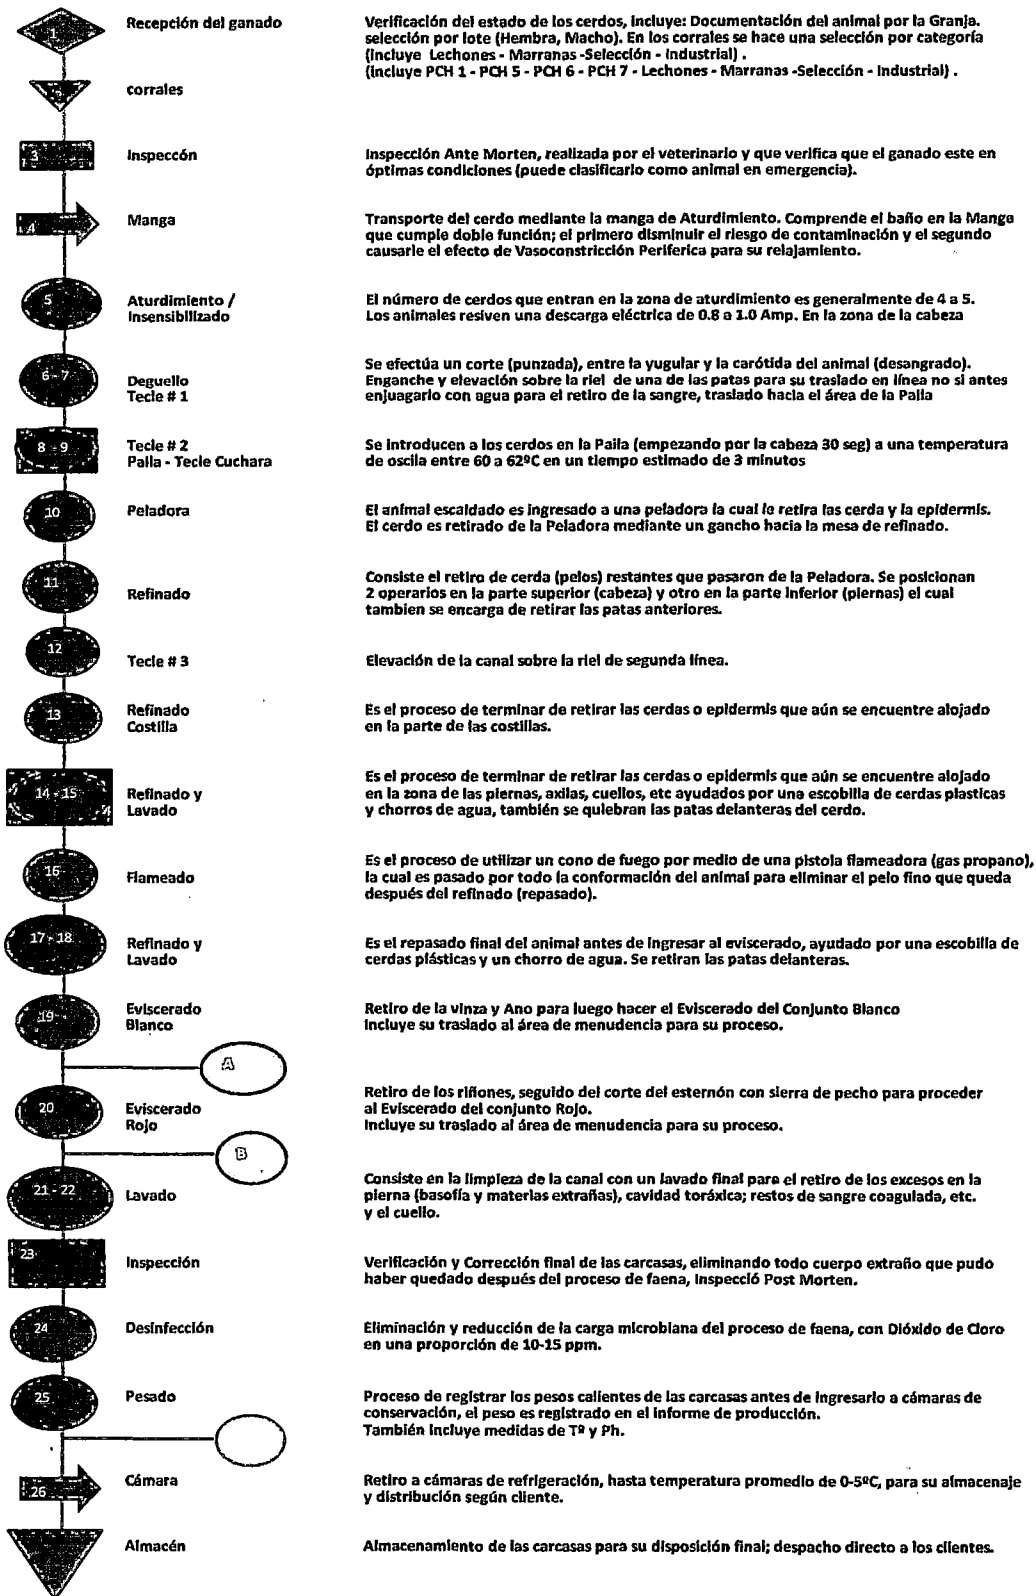 1
Recepción del ganado
Verificación del estado de los cerdos, incluye: Documentación del animal por la Granja.
selección por lote (Hembra, Macho). En los corrales se hace una selección por categoría
(Incluye Lechones - Marranas -Selección - Industrial) .
(Incluye PCH 1 - PCH 5 - PCH 6 - PCH 7 - Lechones - Marranas -Selección - Industrial) .
corrales
3
Inspeccón
Inspección Ante Morten, realizada por el veterinario y que verifica que el ganado este en
óptimas condiciones (puede clasificarlo como animal en emergencia).
4
Manga
Transporte del cerdo mediante la manga de Aturdimiento. Comprende el baño en la Manga
que cumple doble función; el primero disminuir el riesgo de contaminación y el segundo
causarle el efecto de Vasoconstricción Periferica para su relajamiento.
5
Aturdimiento /
Insensibilizado
El número de cerdos que entran en la zona de aturdimiento es generalmente de 4 a 5.
Los animales resiven una descarga eléctrica de 0.8 a 1.0 Amp. En la zona de la cabeza
6 - 7
Deguello
Tecle # 1
Se efectúa un corte (punzada), entre la yugular y la carótida del animal (desangrado).
Enganche y elevación sobre la riel de una de las patas para su traslado en línea no si antes
enjuagarlo con agua para el retiro de la sangre, traslado hacia el área de la Paila
8 - 9
Tecle # 2
Paila - Tecle Cuchara
Se introducen a los cerdos en la Paila (empezando por la cabeza 30 seg) a una temperatura
de oscila entre 60 a 62ºC en un tiempo estimado de 3 minutos
10
Peladora
El animal escaldado es ingresado a una peladora la cual le retira las cerda y la epidermis.
El cerdo es retirado de la Peladora mediante un gancho hacia la mesa de refinado.
11
Refinado
Consiste el retiro de cerda (pelos) restantes que pasaron de la Peladora. Se posicionan
2 operarios en la parte superior (cabeza) y otro en la parte inferior (piernas) el cual
tambien se encarga de retirar las patas anteriores.
12
Tecle # 3
Elevación de la canal sobre la riel de segunda línea.
13
Refinado
Costilla
Es el proceso de terminar de retirar las cerdas o epidermis que aún se encuentre alojado
en la parte de las costillas.
14 - 15
Refinado y
Lavado
Es el proceso de terminar de retirar las cerdas o epidermis que aún se encuentre alojado
en la zona de las piernas, axilas, cuellos, etc ayudados por una escobilla de cerdas plasticas
y chorros de agua, también se quiebran las patas delanteras del cerdo.
16
Flameado
Es el proceso de utilizar un cono de fuego por medio de una pistola flameadora (gas propano),
la cual es pasado por todo la conformación del animal para eliminar el pelo fino que queda
después del refinado (repasado).
17 - 18
Refinado y
Lavado
Es el repasado final del animal antes de ingresar al eviscerado, ayudado por una escobilla de
cerdas plásticas y un chorro de agua. Se retiran las patas delanteras.
19
Eviscerado
Blanco
Retiro de la vinza y Ano para luego hacer el Eviscerado del Conjunto Blanco
Incluye su traslado al área de menudencia para su proceso.
A
20
Eviscerado
Rojo
Retiro de los riñones, seguido del corte del esternón con sierra de pecho para proceder
al Eviscerado del conjunto Rojo.
Incluye su traslado al área de menudencia para su proceso.
B
21 - 22
Lavado
Consiste en la limpieza de la canal con un lavado final para el retiro de los excesos en la
pierna (basofia y materias extrañas), cavidad toráxica; restos de sangre coagulada, etc.
y el cuello.
23
Inspección
Verificación y Corrección final de las carcasas, eliminando todo cuerpo extraño que pudo
haber quedado después del proceso de faena, Inspecció Post Morten.
24
Desinfección
Eliminación y reducción de la carga microbiana del proceso de faena, con Dióxido de Cloro
en una proporción de 10-15 ppm.
25
Pesado
Proceso de registrar los pesos calientes de las carcasas antes de ingresarlo a cámaras de
conservación, el peso es registrado en el informe de producción.
También incluye medidas de Tº y Ph.
26
Cámara
Retiro a cámaras de refrigeración, hasta temperatura promedio de 0-5ºC, para su almacenaje
y distribución según cliente.
Almacén
Almacenamiento de las carcasas para su disposición final; despacho directo a los clientes.